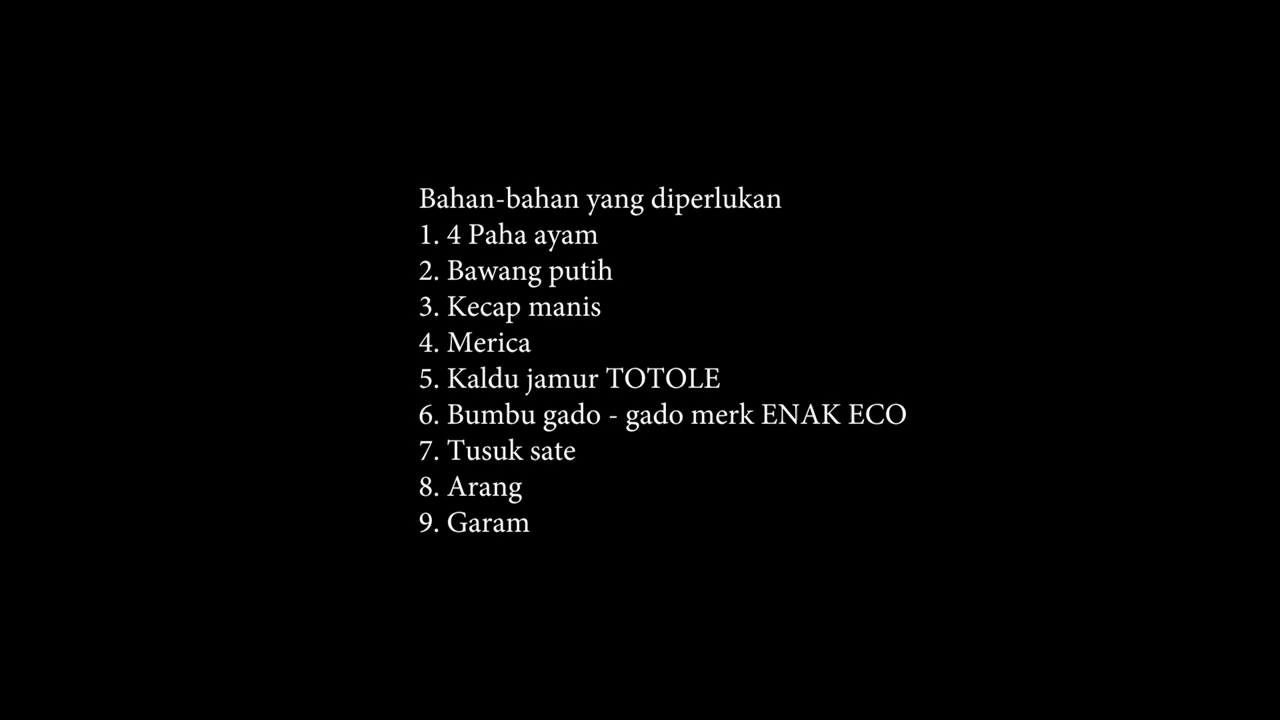 Bahan-bahan yang diperlukan
1. 4 Paha ayam
2. Bawang putih
3. Kecap manis
4. Merica
5. Kaldu jamur TOTOLE
6. Bumbu gado - gado merk ENAK ECO
7. Tusuk sate
8. Arang
9. Garam